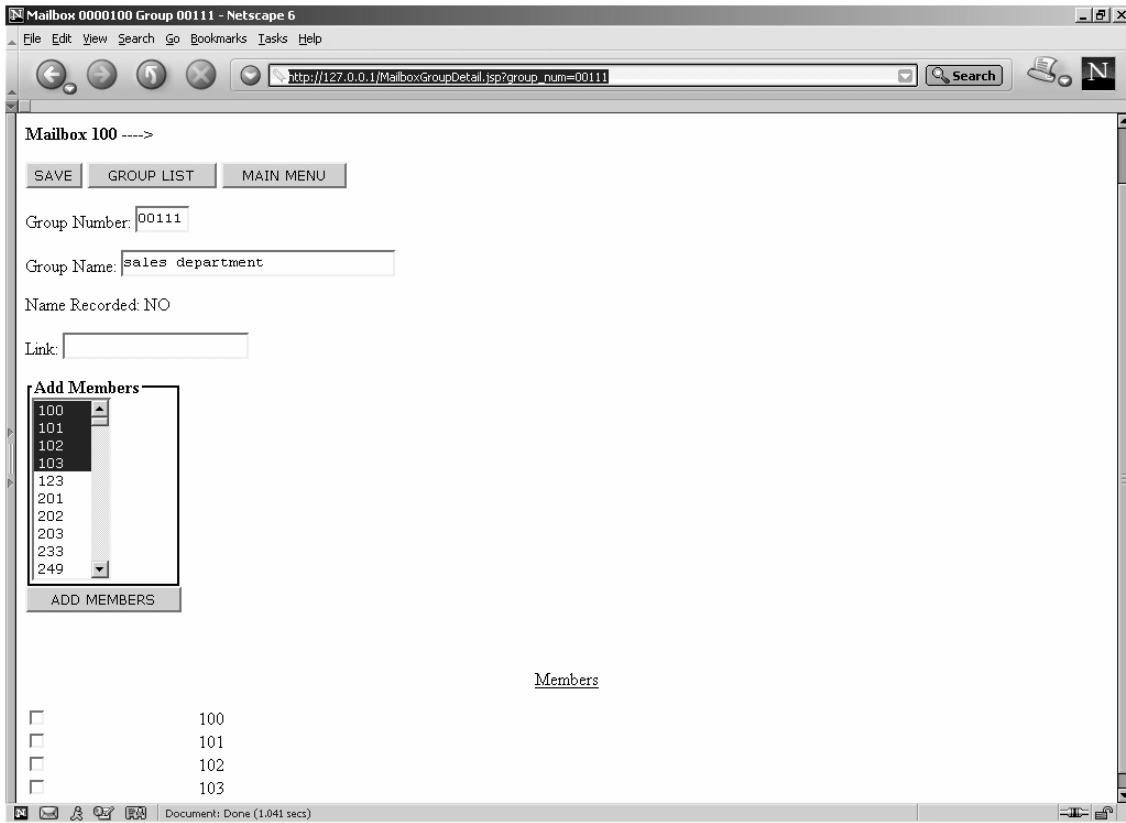 Mailbox 0000100 Group 00111 - Netscape 6
File Edit View Search Go Bookmarks Tasks Help
http://127.0.0.1/MailboxGroupDetail.jsp?group_num=00111 Search N
Mailbox 100 ---->
SAVE GROUP LIST MAIN MENU
Group Number: 00111
Group Name: sales department
Name Recorded: NO
Link:
Add Members
100
101
102
103
123
201
202
203
233
249
ADD MEMBERS
Members
100
101
102
103
Document: Done (1.041 secs)